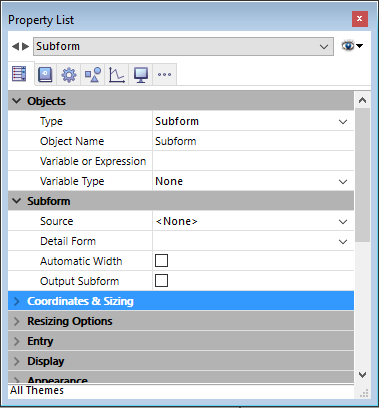 Property List
Subform
Objects
Type Subform
Object Name Subform
Variable or Expression
Variable Type None
Subform
Source <None>
Detail Form
Automatic Width
Output Subform
Coordinates & Sizing
Resizing Options
Entry
Display
Appearance
All Themes